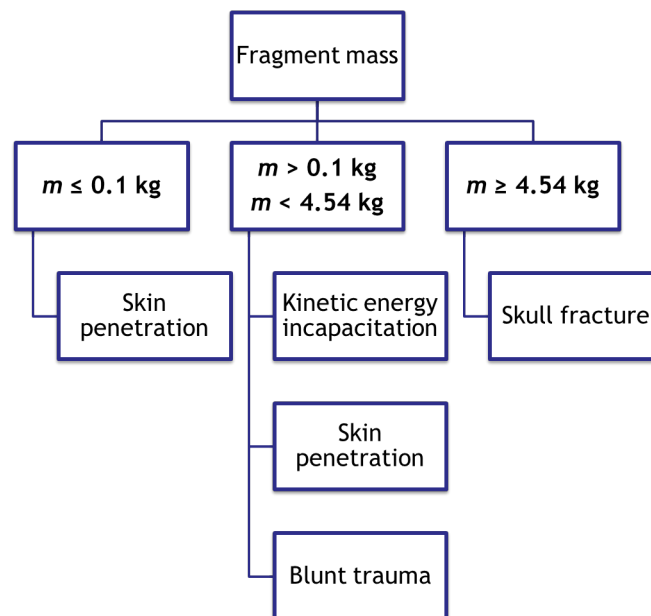 Fragment mass
m ≤ 0.1 kg
m > 0.1 kg
m < 4.54 kg
m ≥ 4.54 kg
Skin
penetration
Kinetic energy
incapacitation
Skull fracture
Skin
penetration
Blunt trauma